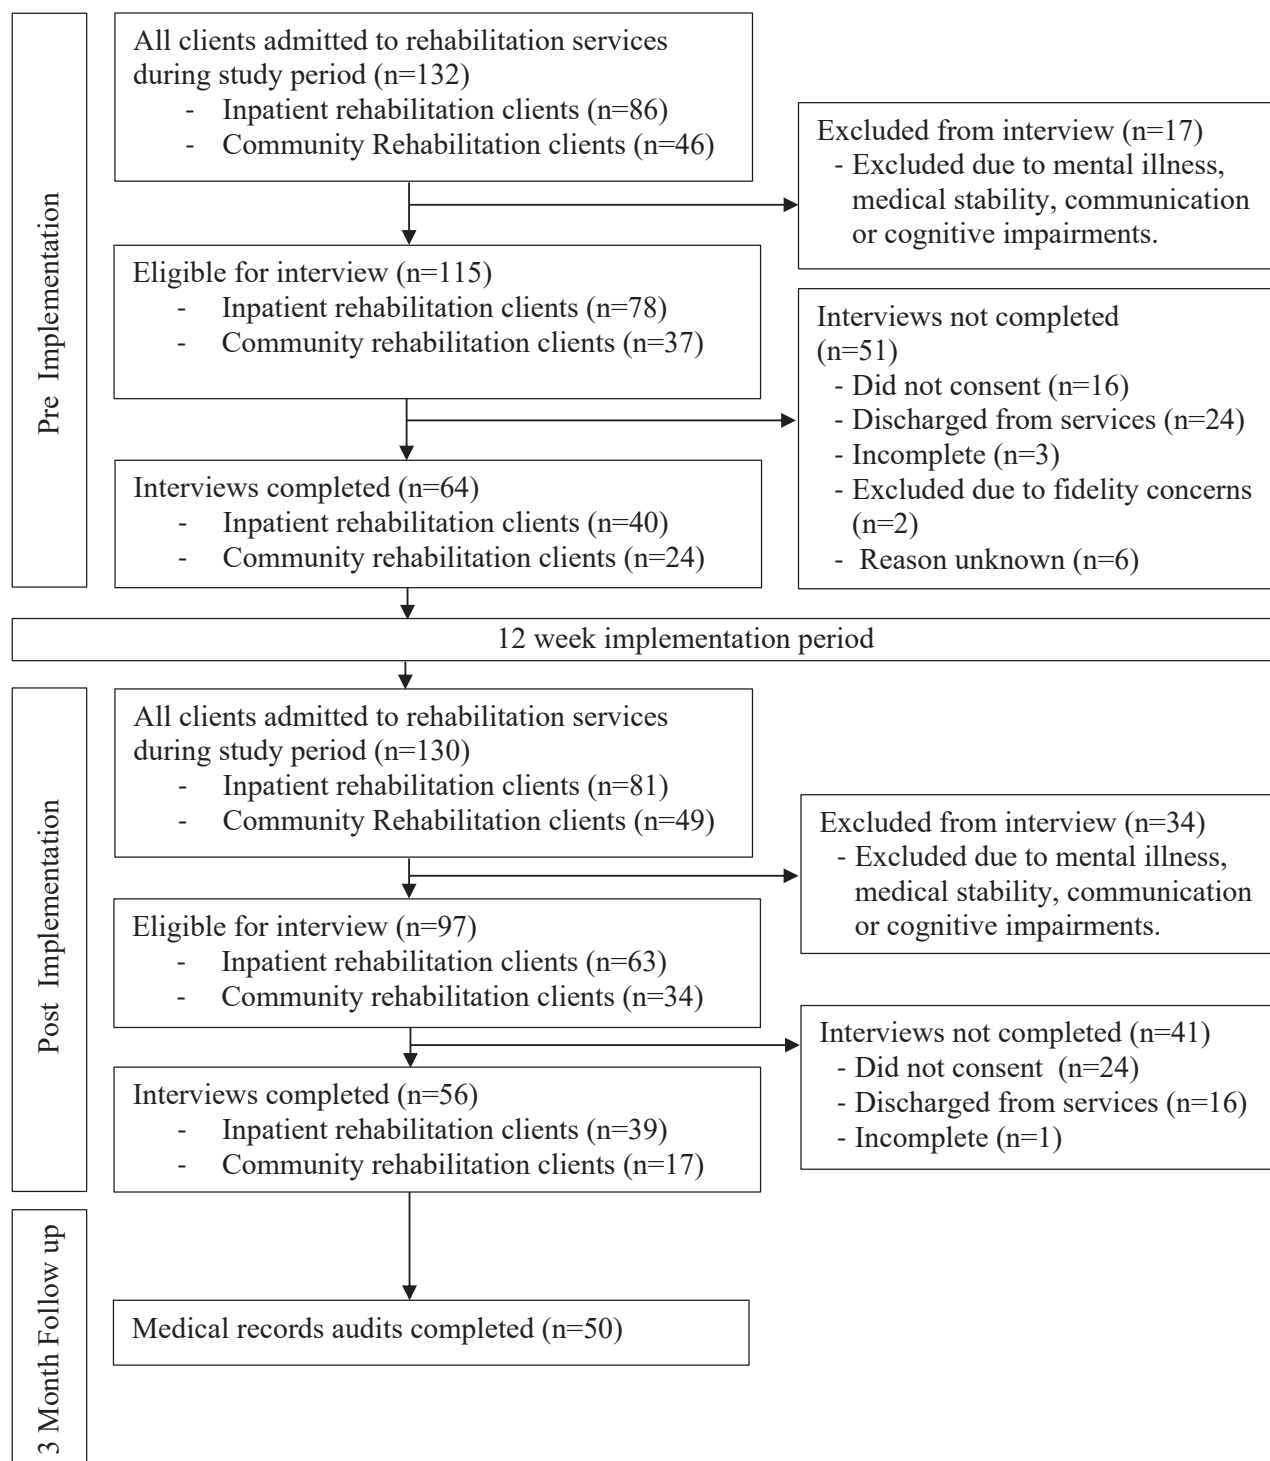 Pre Implementation
All clients admitted to rehabilitation services
during study period (n=132)
- Inpatient rehabilitation clients (n=86)
- Community Rehabilitation clients (n=46)
Excluded from interview (n=17)
- Excluded due to mental illness,
medical stability, communication
or cognitive impairments.
Eligible for interview (n=115)
- Inpatient rehabilitation clients (n=78)
- Community rehabilitation clients (n=37)
Interviews not completed
(n=51)
- Did not consent (n=16)
- Discharged from services (n=24)
- Incomplete (n=3)
- Excluded due to fidelity concerns
(n=2)
- Reason unknown (n=6)
Interviews completed (n=64)
- Inpatient rehabilitation clients (n=40)
- Community rehabilitation clients (n=24)
12 week implementation period
Post Implementation
All clients admitted to rehabilitation services
during study period (n=130)
- Inpatient rehabilitation clients (n=81)
- Community Rehabilitation clients (n=49)
Excluded from interview (n=34)
- Excluded due to mental illness,
medical stability, communication
or cognitive impairments.
Eligible for interview (n=97)
- Inpatient rehabilitation clients (n=63)
- Community rehabilitation clients (n=34)
Interviews not completed (n=41)
- Did not consent (n=24)
- Discharged from services (n=16)
- Incomplete (n=1)
Interviews completed (n=56)
- Inpatient rehabilitation clients (n=39)
- Community rehabilitation clients (n=17)
3 Month Follow up
Medical records audits completed (n=50)